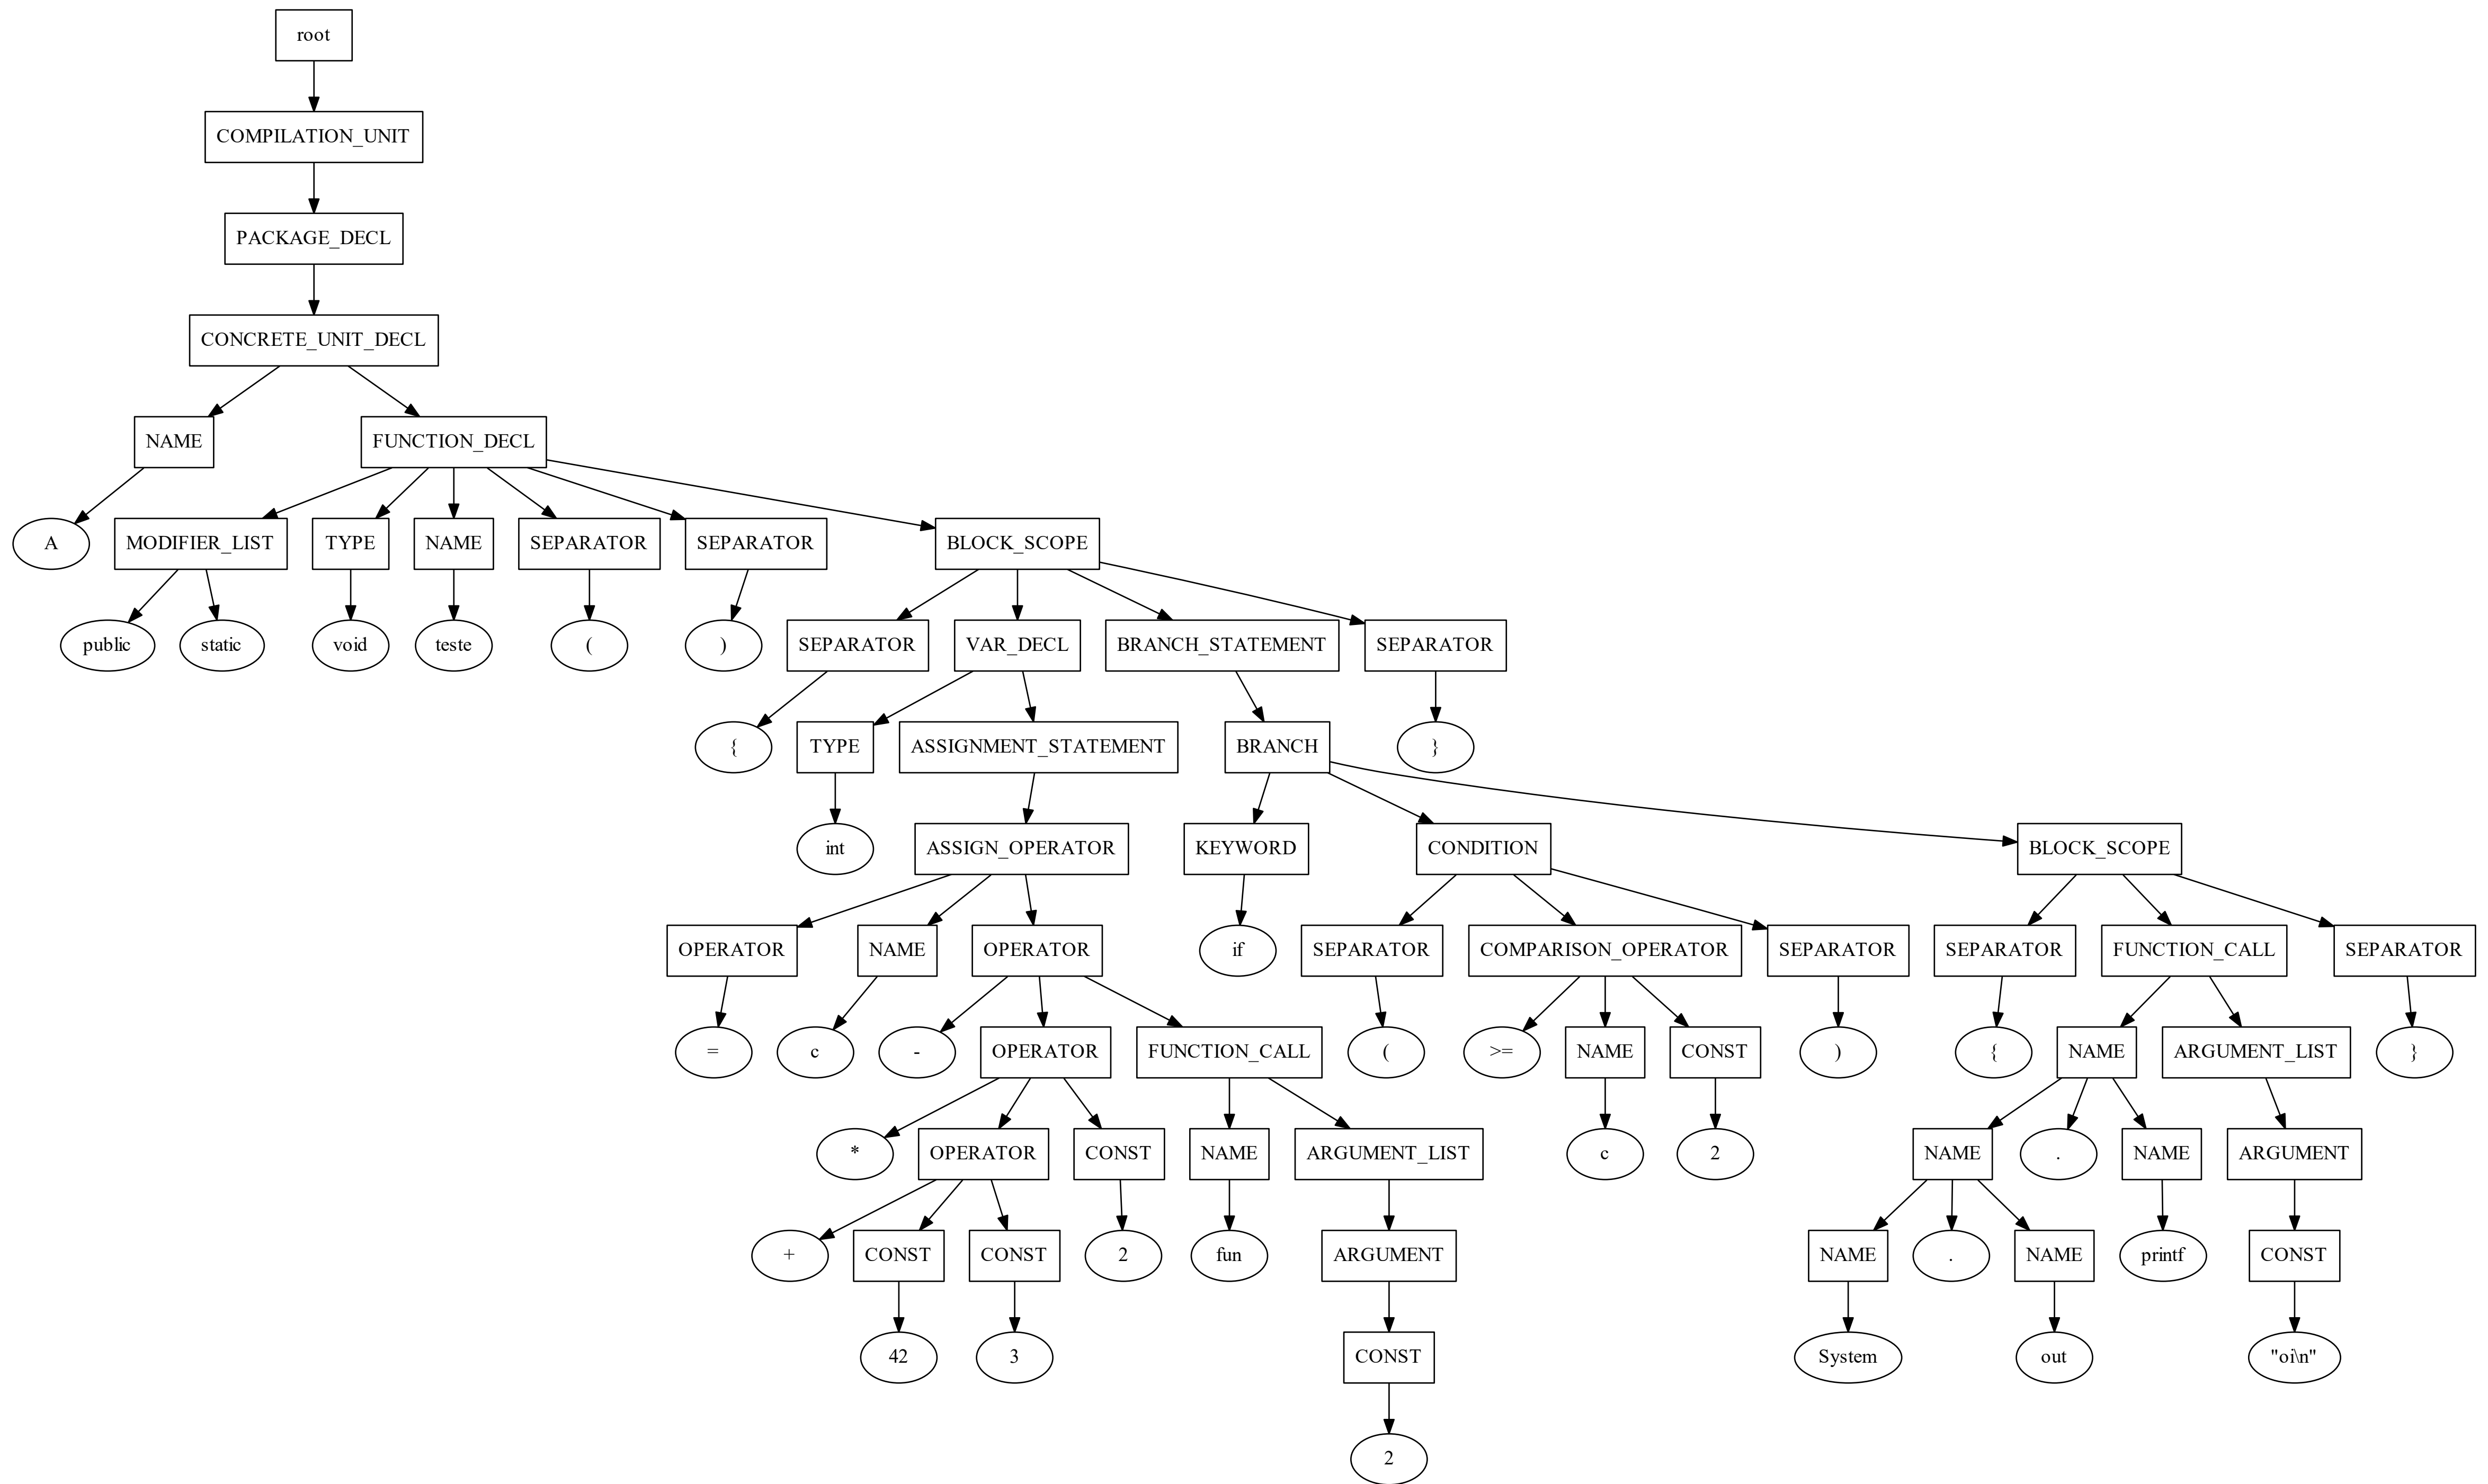 root
COMPILATION_UNIT
PACKAGE_DECL
CONCRETE_UNIT_DECL
NAME FUNCTION_DECL
A MODIFIER_LIST TYPE NAME SEPARATOR SEPARATOR BLOCK_SCOPE
public static void teste ( ) SEPARATOR VAR_DECL BRANCH_STATEMENT SEPARATOR
{ TYPE ASSIGNMENT_STATEMENT BRANCH }
int ASSIGN_OPERATOR KEYWORD CONDITION BLOCK_SCOPE
OPERATOR NAME OPERATOR if SEPARATOR COMPARISON_OPERATOR SEPARATOR SEPARATOR FUNCTION_CALL SEPARATOR
= c - OPERATOR FUNCTION_CALL ( >= NAME CONST ) { NAME ARGUMENT_LIST }
* OPERATOR CONST NAME ARGUMENT_LIST c 2 NAME . NAME ARGUMENT
+ CONST CONST 2 fun ARGUMENT NAME . NAME printf CONST
42 3 CONST System out "oi\n"
2